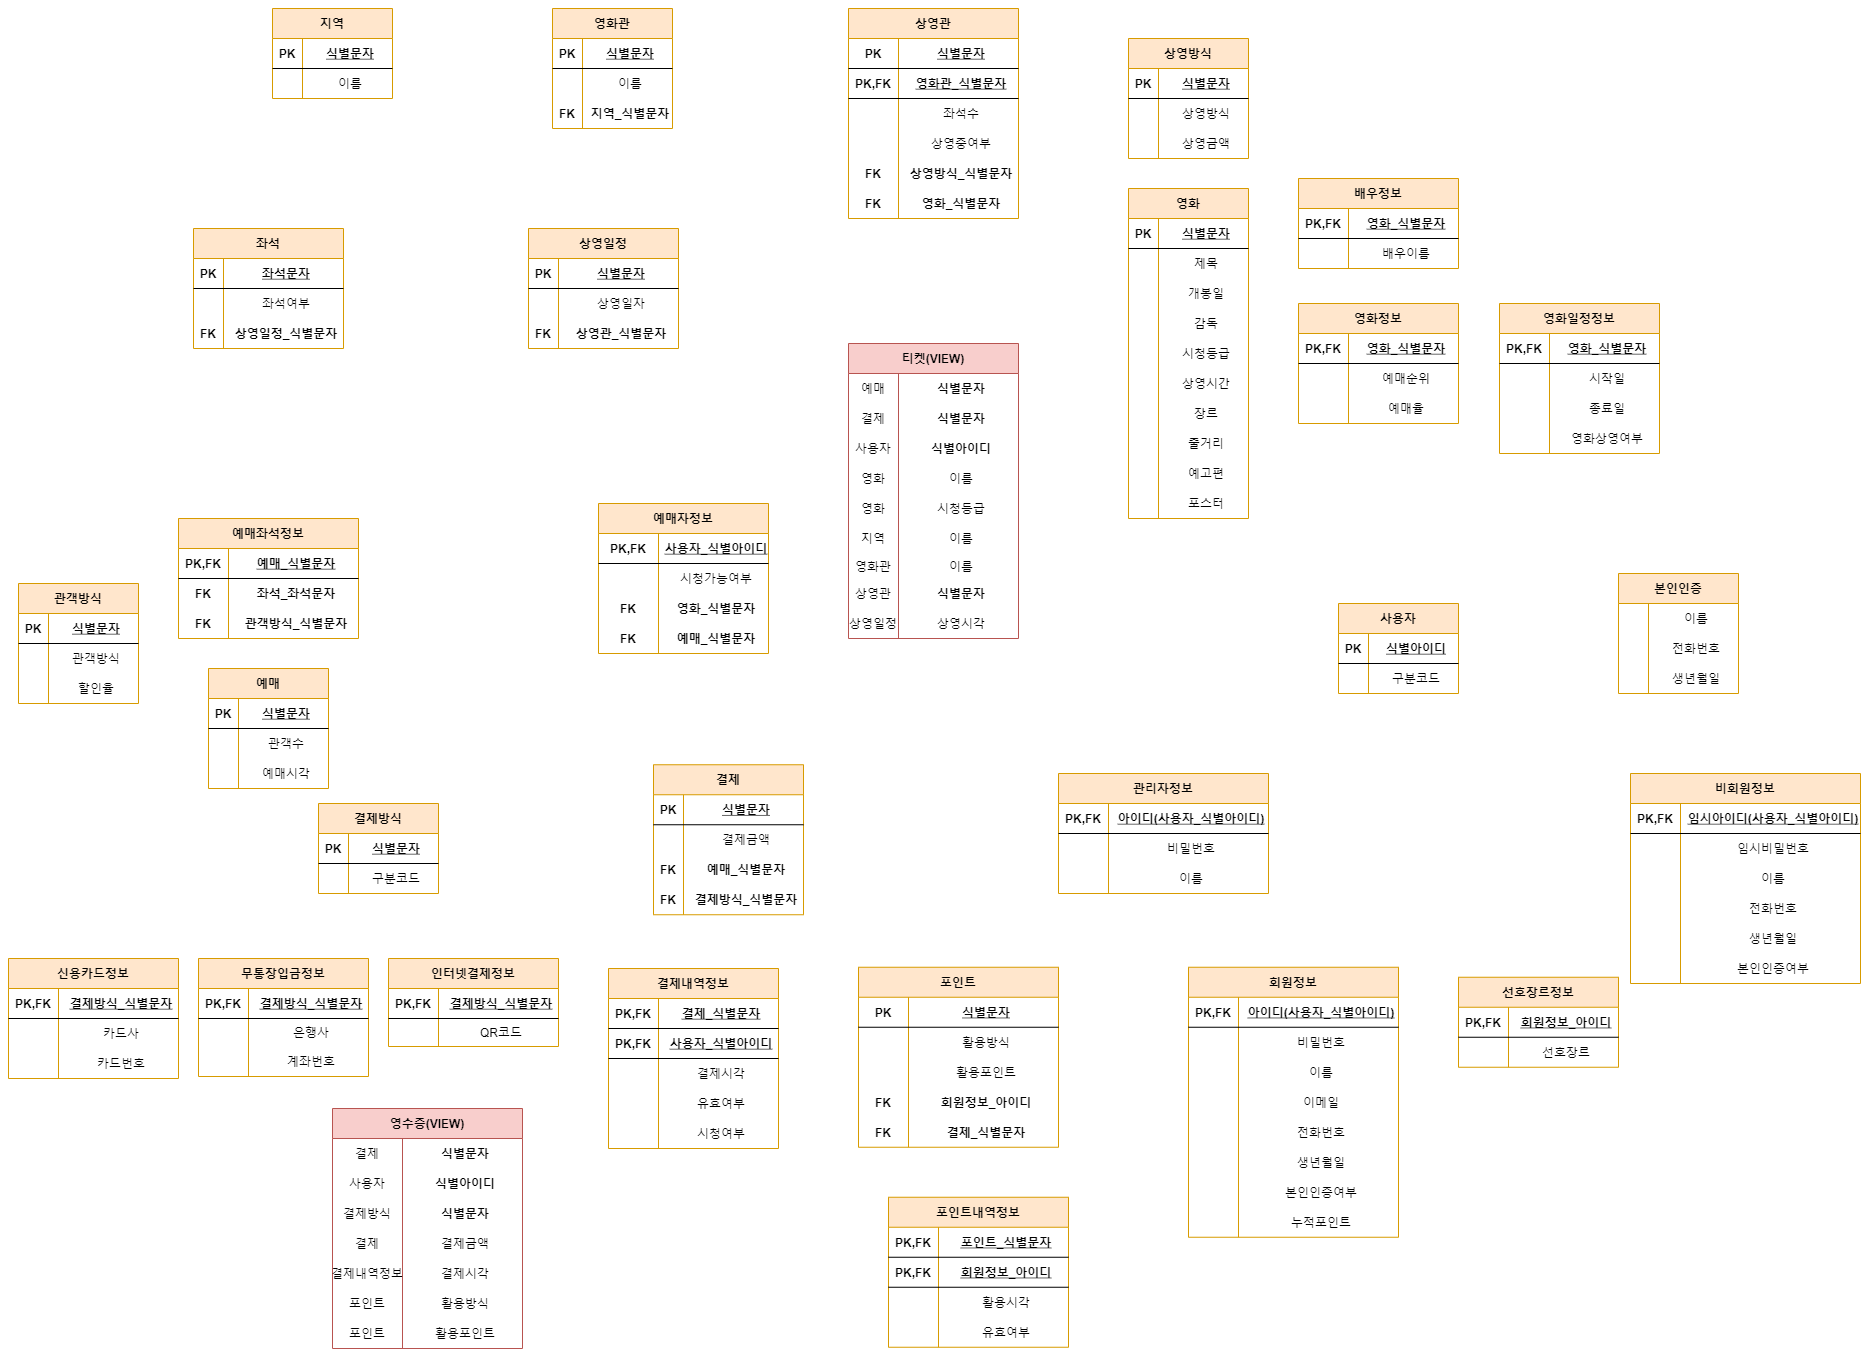 지역
PK 식별문자
이름
영화관
PK 식별문자
이름
FK 지역_식별문자
상영관
PK 식별문자
PK,FK 영화관_식별문자
좌석수
상영중여부
FK 상영방식_식별문자
FK 영화_식별문자
상영방식
PK 식별문자
상영방식
상영금액
영화
PK 식별문자
제목
개봉일
감독
시청등급
상영시간
장르
줄거리
예고편
포스터
배우정보
PK,FK 영화_식별문자
배우이름
좌석
PK 좌석문자
좌석여부
FK 상영일정_식별문자
상영일정
PK 식별문자
상영일자
FK 상영관_식별문자
영화정보
PK,FK 영화_식별문자
예매순위
예매율
영화일정정보
PK,FK 영화_식별문자
시작일
종료일
영화상영여부
티켓(VIEW)
예매 식별문자
결제 식별문자
사용자 식별아이디
영화 이름
영화 시청등급
지역 이름
영화관 이름
상영관 식별문자
상영일정 상영시각
예매좌석정보
PK,FK 예매_식별문자
FK 좌석_좌석문자
FK 관객방식_식별문자
예매자정보
PK,FK 사용자_식별아이디
시청가능여부
FK 영화_식별문자
FK 예매_식별문자
관객방식
PK 식별문자
관객방식
할인율
사용자
PK 식별아이디
구분코드
본인인증
이름
전화번호
생년월일
예매
PK 식별문자
관객수
예매시각
결제방식
PK 식별문자
구분코드
결제
PK 식별문자
결제금액
FK 예매_식별문자
FK 결제방식_식별문자
관리자정보
PK,FK 아이디(사용자_식별아이디)
비밀번호
이름
비회원정보
PK,FK 임시아이디(사용자_식별아이디)
임시비밀번호
이름
전화번호
생년월일
본인인증여부
신용카드정보
PK,FK 결제방식_식별문자
카드사
카드번호
무통장입금정보
PK,FK 결제방식_식별문자
은행사
계좌번호
인터넷결제정보
PK,FK 결제방식_식별문자
QR코드
결제내역정보
PK,FK 결제_식별문자
PK,FK 사용자_식별아이디
결제시각
유효여부
시청여부
포인트
PK 식별문자
활용방식
활용포인트
FK 회원정보_아이디
FK 결제_식별문자
회원정보
PK,FK 아이디(사용자_식별아이디)
비밀번호
이름
이메일
전화번호
생년월일
본인인증여부
누적포인트
선호장르정보
PK,FK 회원정보_아이디
선호장르
영수증(VIEW)
결제 식별문자
사용자 식별아이디
결제방식 식별문자
결제 결제금액
결제내역정보 결제시각
포인트 활용방식
포인트 활용포인트
포인트내역정보
PK,FK 포인트_식별문자
PK,FK 회원정보_아이디
활용시각
유효여부